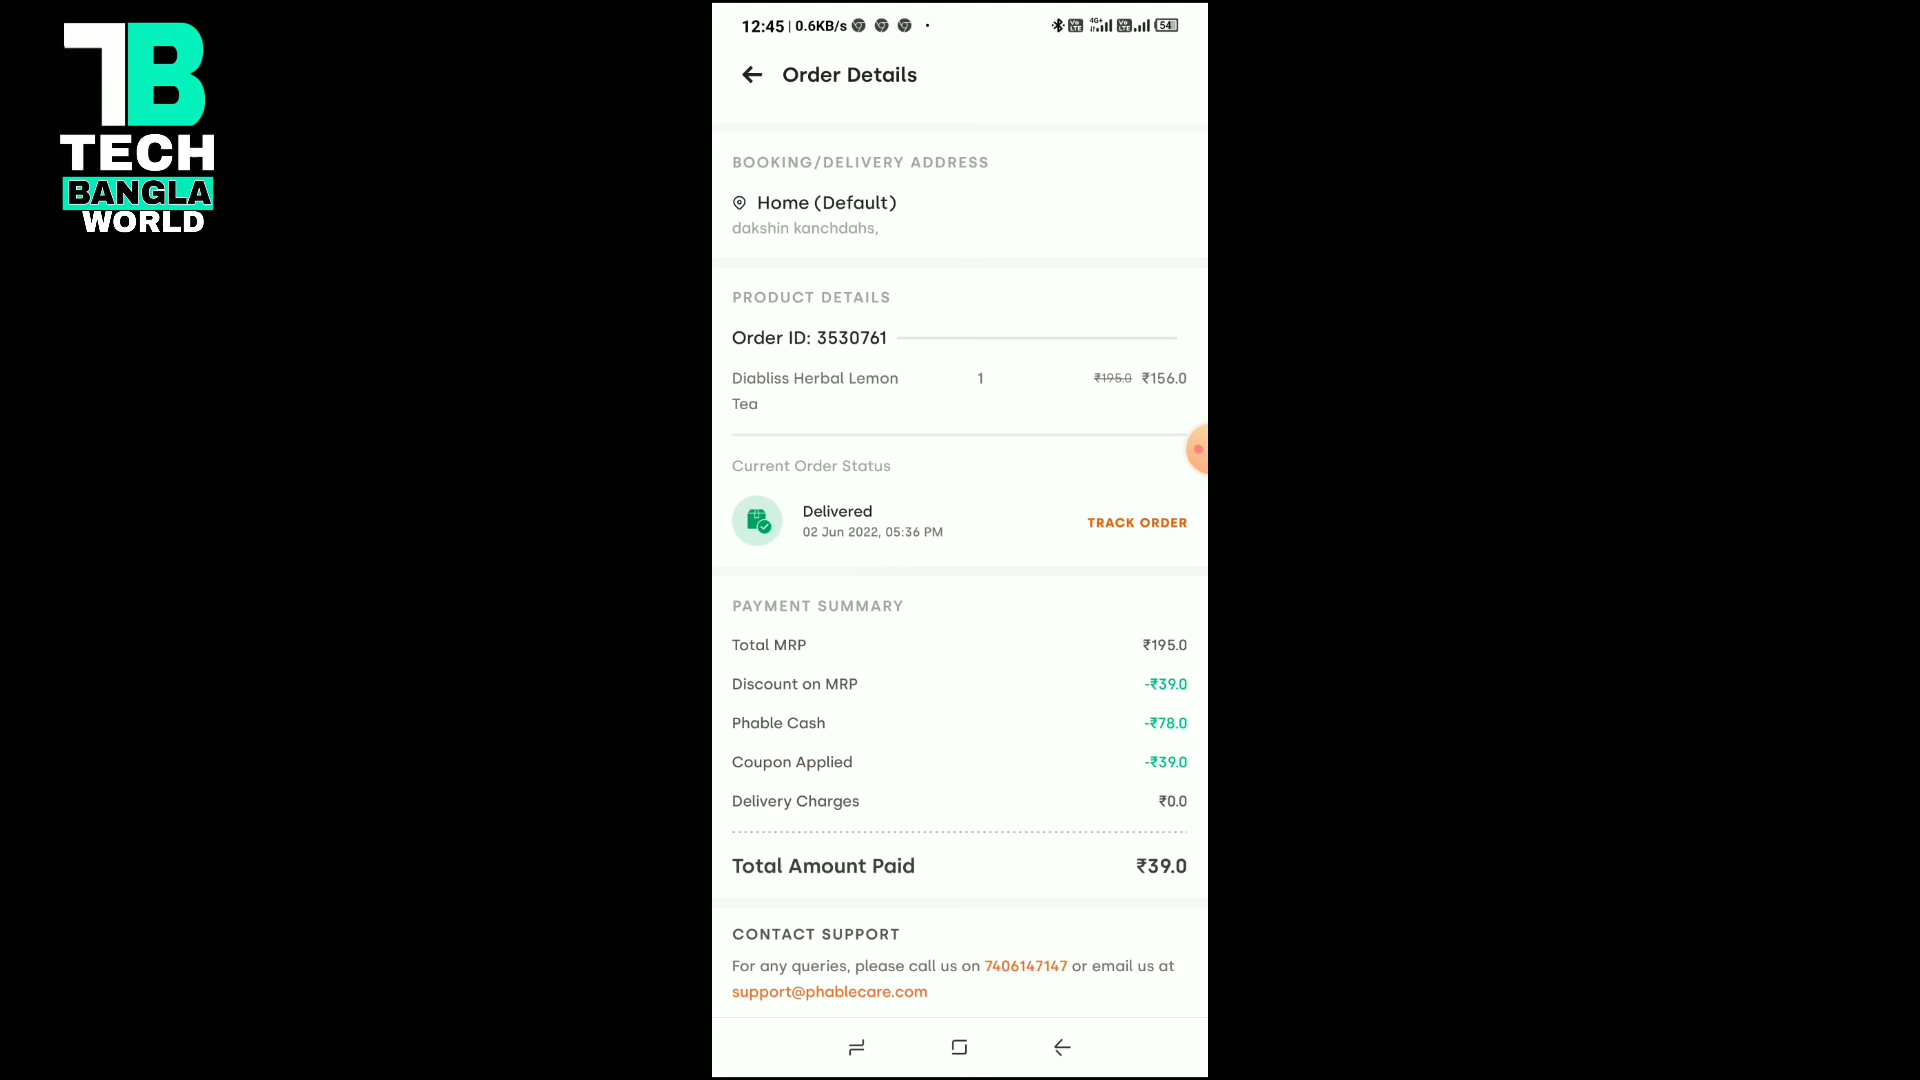 TB
TECH
BANGLA
WORLD
12:45 | 0.6KB/s
4G+
54
Order Details
BOOKING/DELIVERY ADDRESS
Home (Default)
dakshin kanchdahs,
PRODUCT DETAILS
Order ID: 3530761
Diabliss Herbal Lemon 1 ₹195.0 ₹156.0
Tea
Current Order Status
Delivered
02 Jun 2022, 05:36 PM
TRACK ORDER
PAYMENT SUMMARY
Total MRP ₹195.0
Discount on MRP -₹39.0
Phable Cash -₹78.0
Coupon Applied -₹39.0
Delivery Charges ₹0.0
Total Amount Paid ₹39.0
CONTACT SUPPORT
For any queries, please call us on 7406147147 or email us at
support@phablecare.com